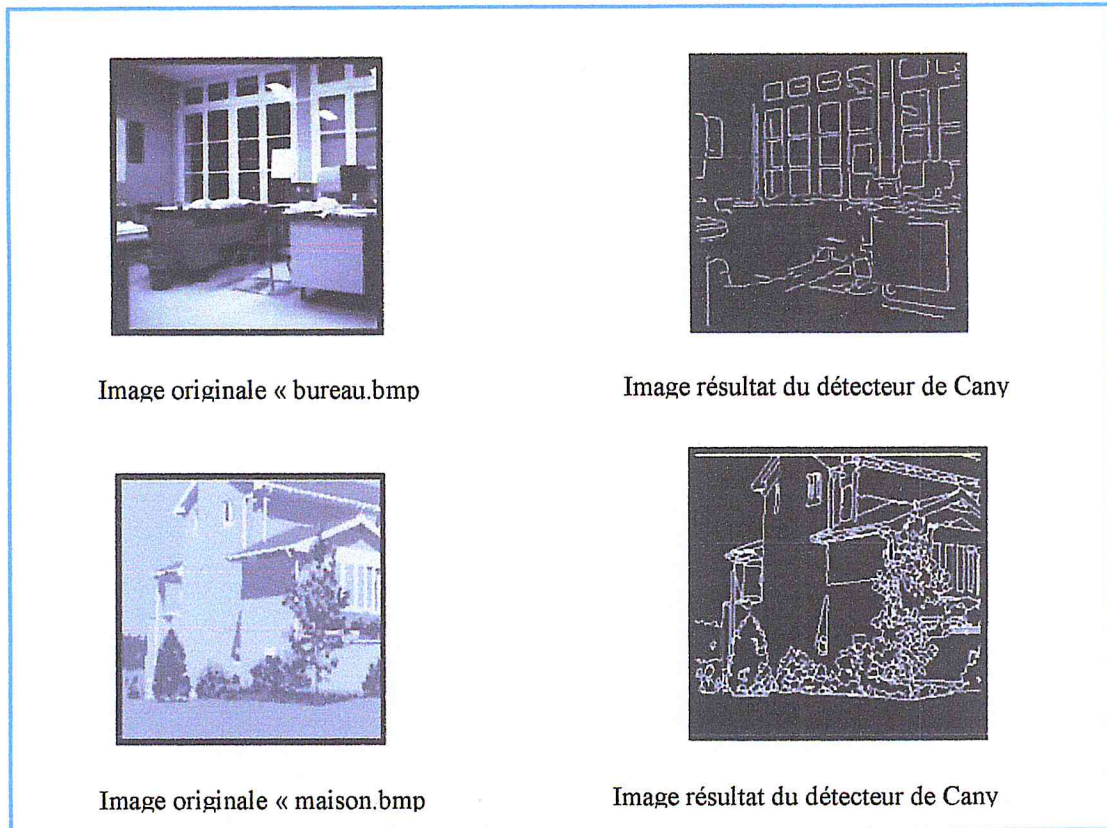 Image originale « bureau.bmp
Image résultat du détecteur de Cany
Image originale « maison.bmp
Image résultat du détecteur de Cany